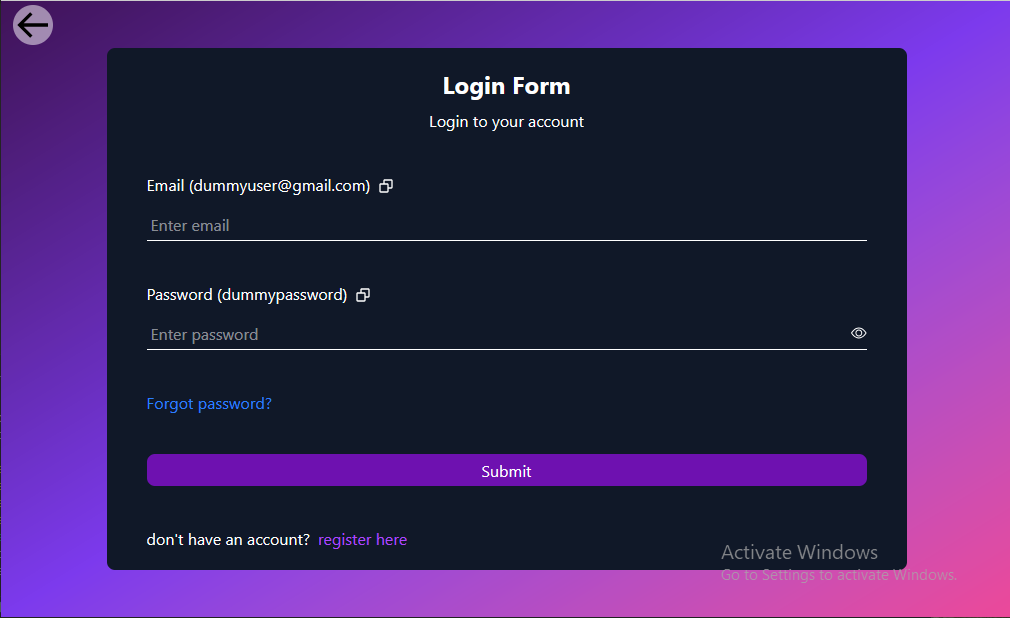 Login Form
Login to your account
Email (dummyuser@gmail.com)
Enter email
Password (dummypassword)
Enter password
Forgot password?
Submit
don't have an account? register here
Activate Windows
Go to Settings to activate Windows.